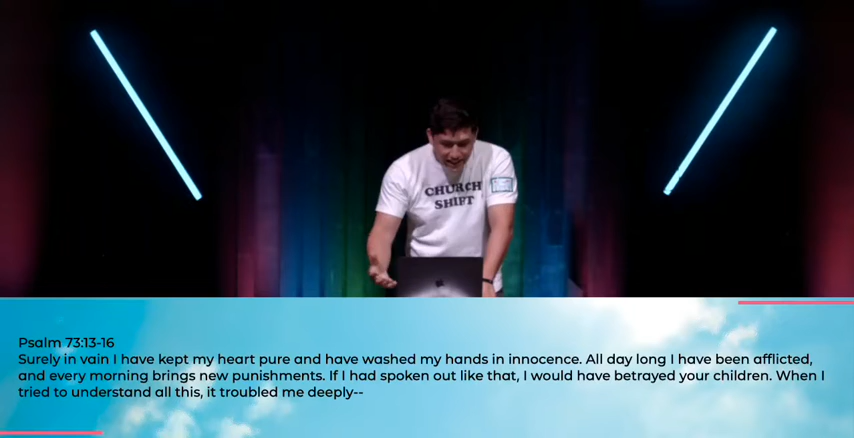 CHURCH
SHIFT
Psalm 73:13-16
Surely in vain I have kept my heart pure and have washed my hands in innocence. All day long I have been afflicted,
and every morning brings new punishments. If I had spoken out like that, I would have betrayed your children. When I
tried to understand all this, it troubled me deeply--